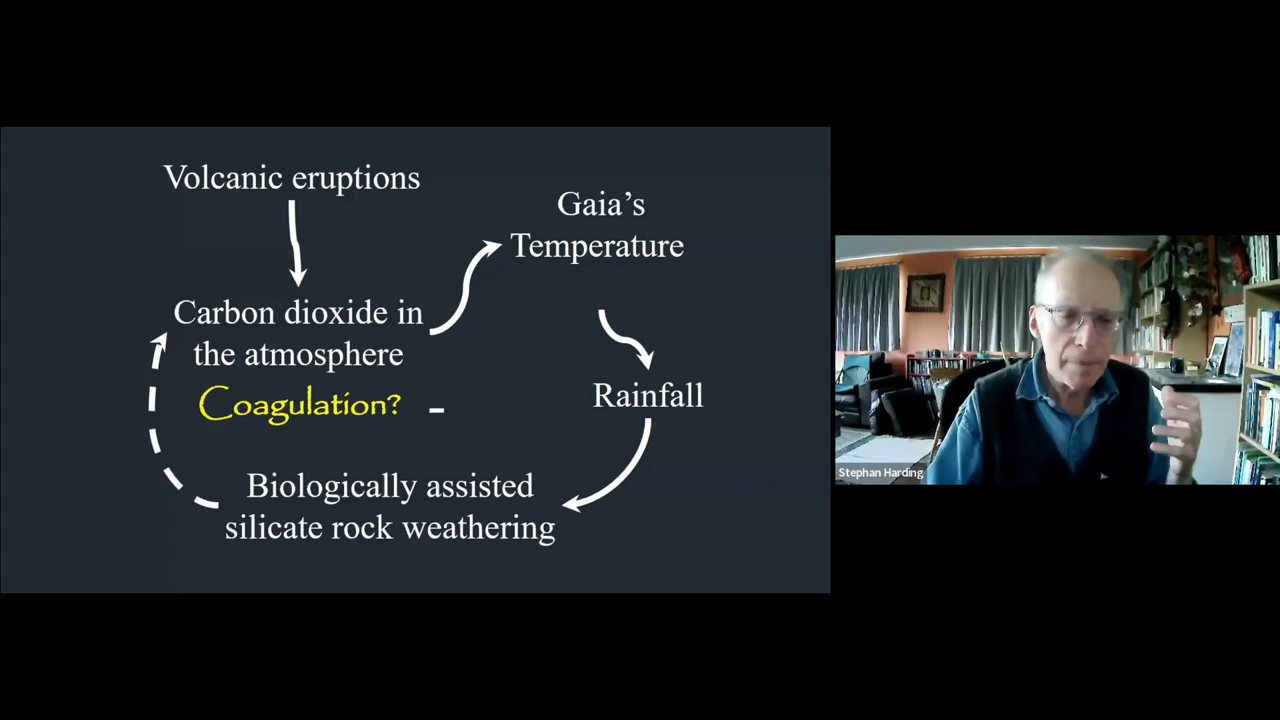 Volcanic eruptions
Gaia’s
Temperature
Carbon dioxide in
the atmosphere
Coagulation? -
Rainfall
Biologically assisted
silicate rock weathering
Stephan Harding